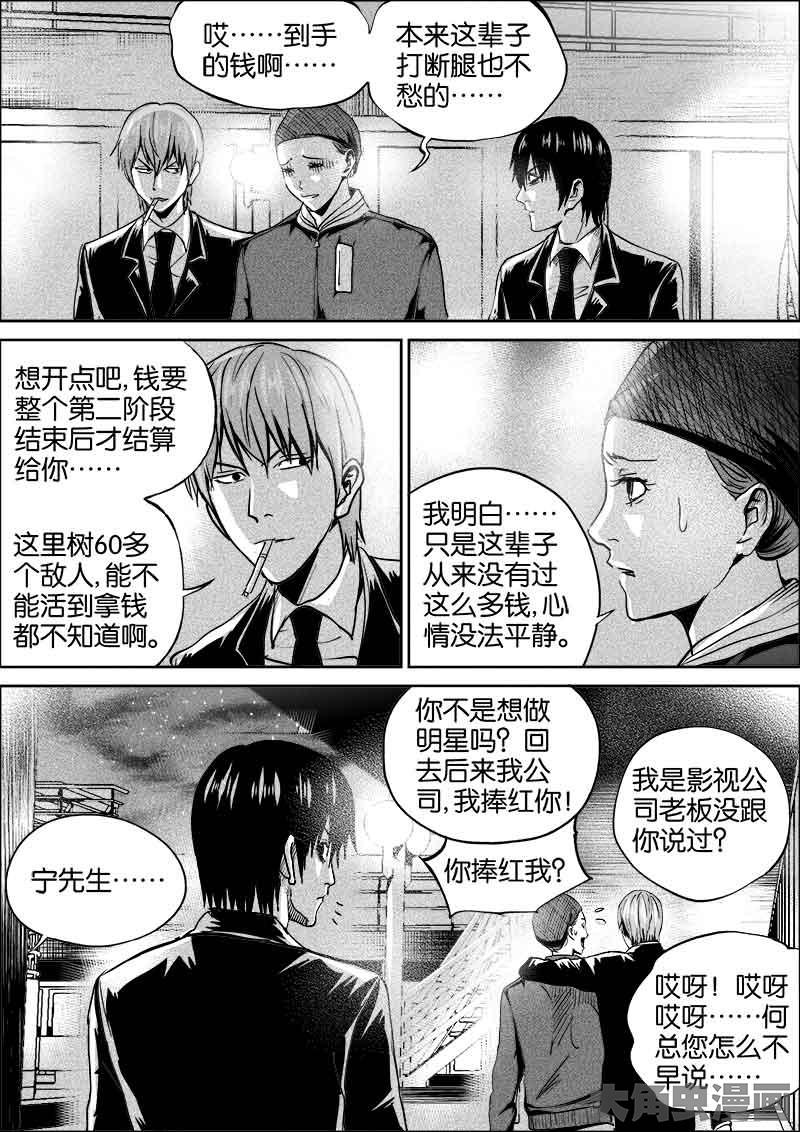 哎……到手
的钱啊……
本来这辈子
打断腿也不
愁的……
想开点吧,钱要
整个第二阶段
结束后才结算
给你……
这里树60多
个敌人,能不
能活到拿钱
都不知道啊。
我明白……
只是这辈子
从来没有过
这么多钱,心
情没法平静。
宁先生……
你不是想做
明星吗?回
去后来我公
司,我捧红你!
你捧红我?
我是影视公
司老板没跟
你说过?
哎呀!哎呀
哎呀……何
总您怎么不
早说……
大角虫漫画